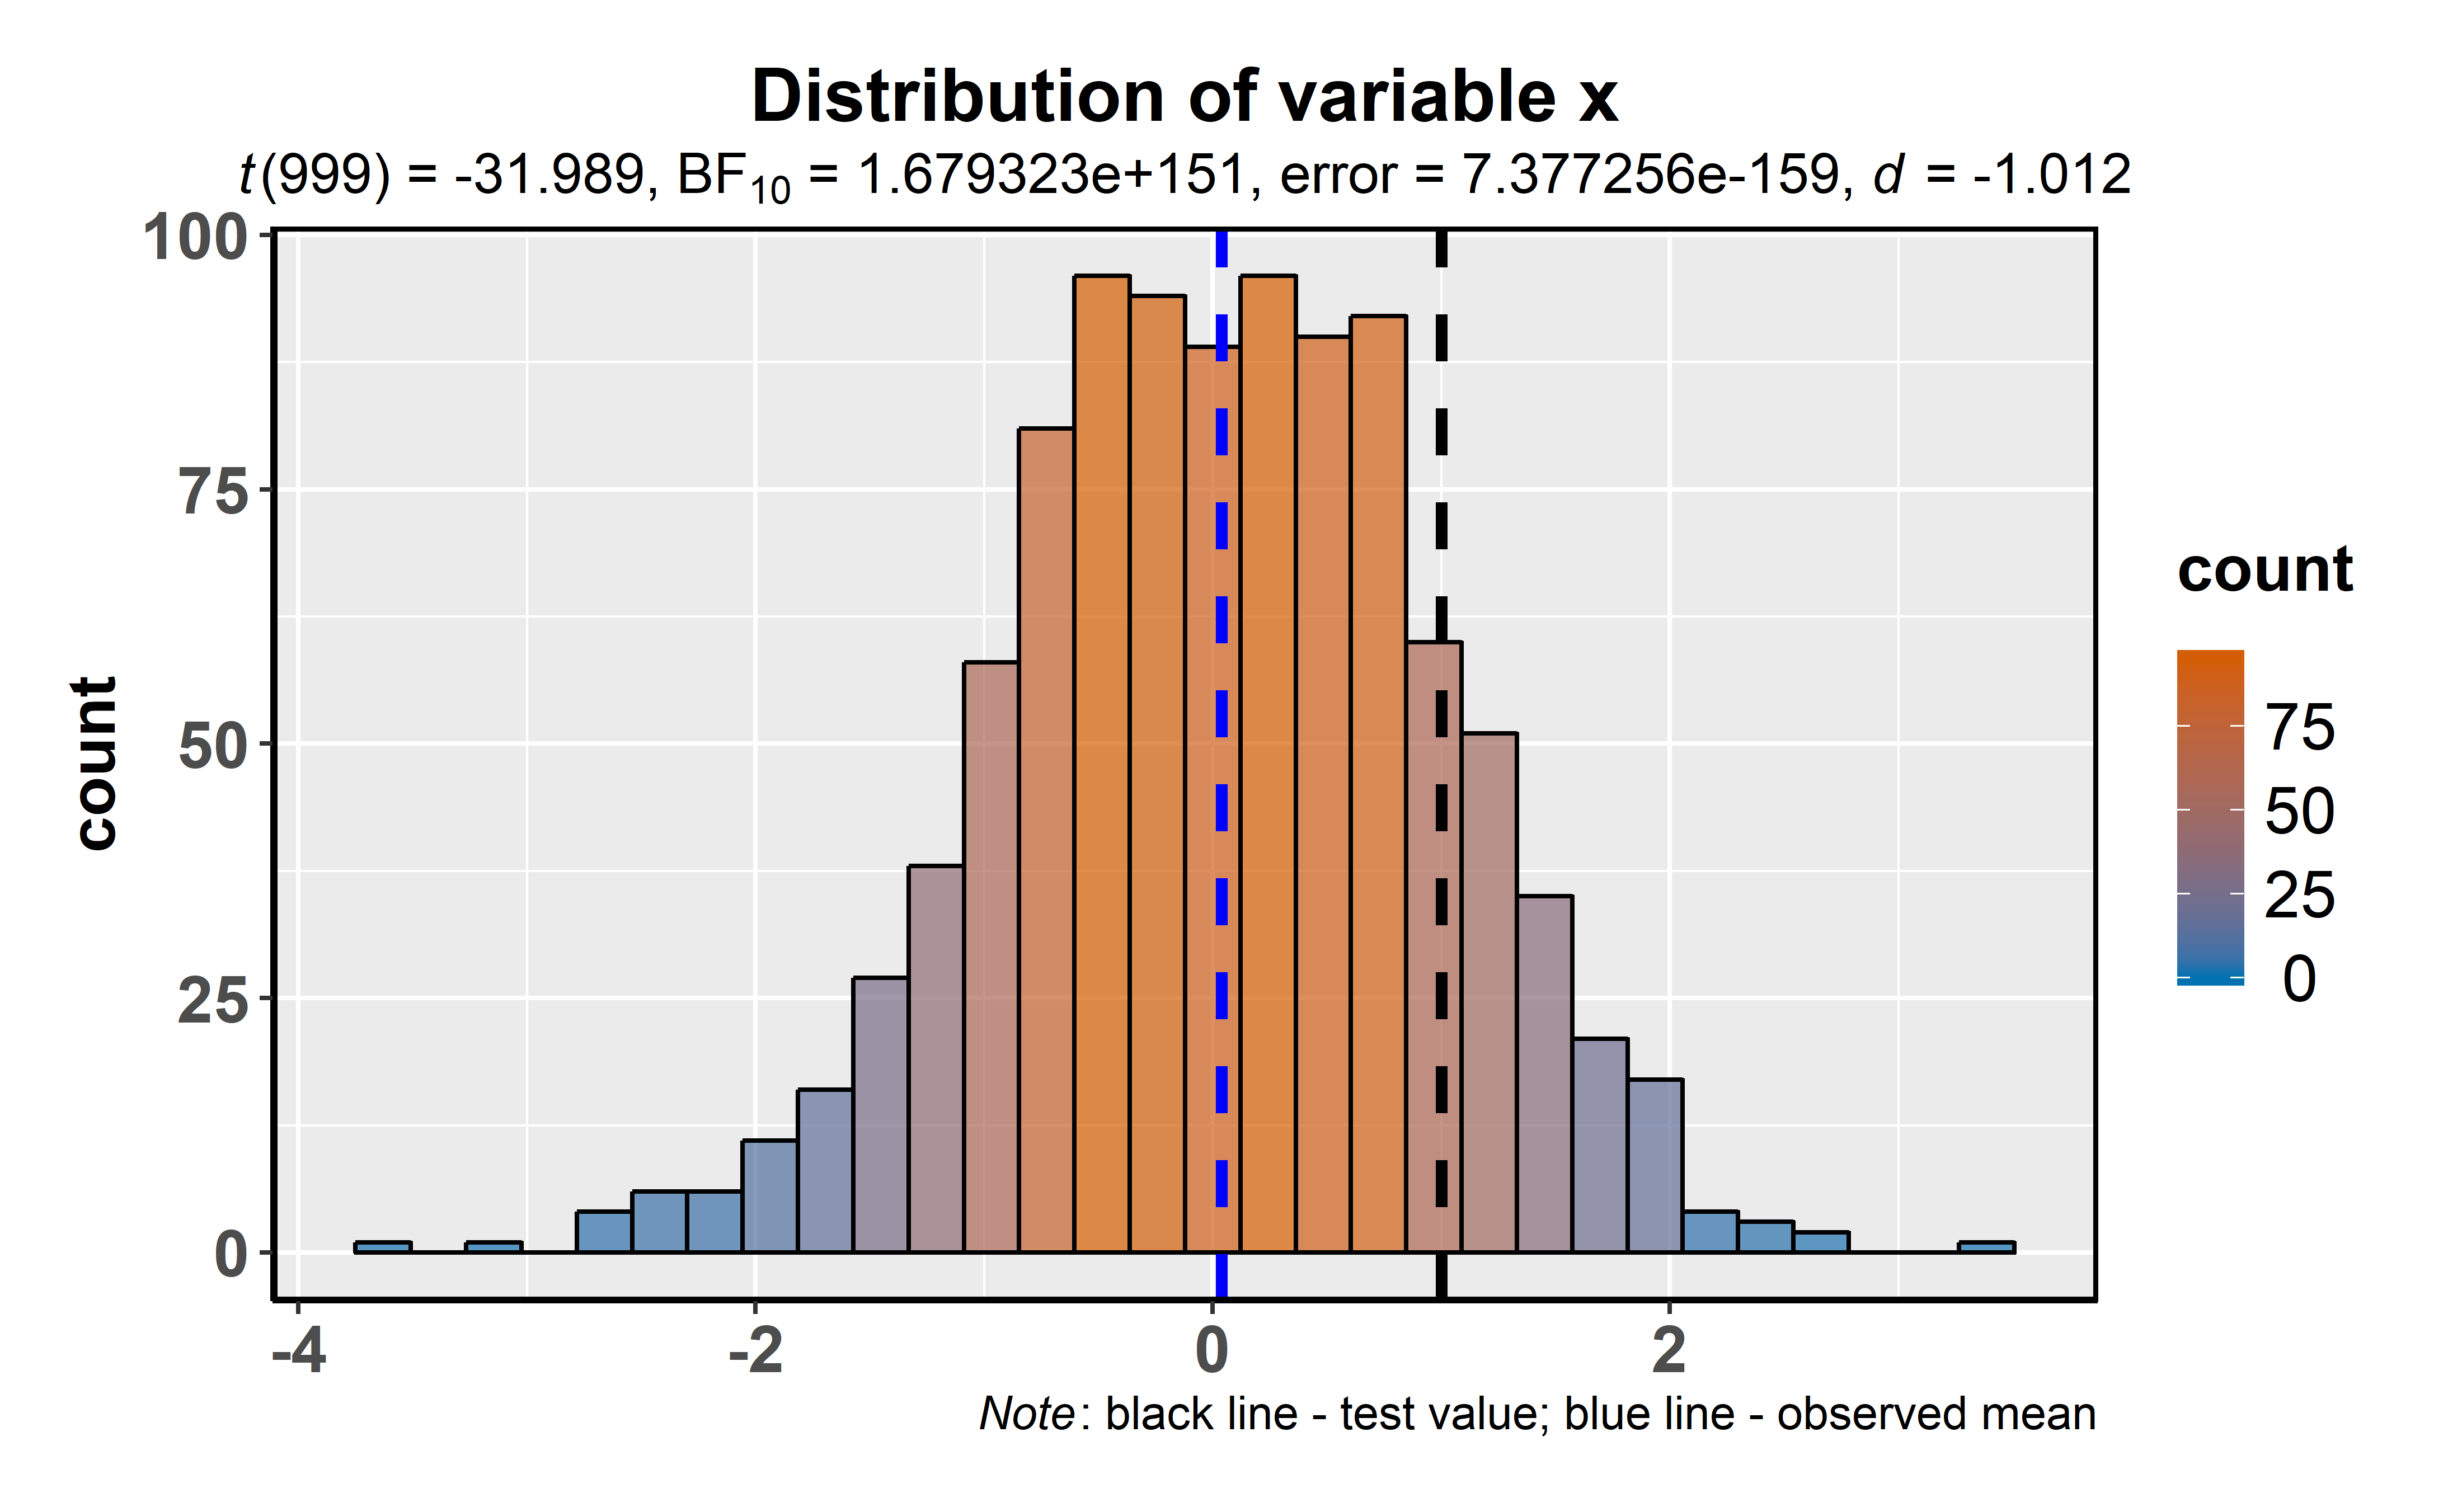 Distribution of variable x
t(999) = -31.989, BF₁₀ = 1.679323e+151, error = 7.377256e-159, d = -1.012
100
75
50
25
0
count
-4
-2
0
2
count
75
50
25
0
Note: black line - test value; blue line - observed mean